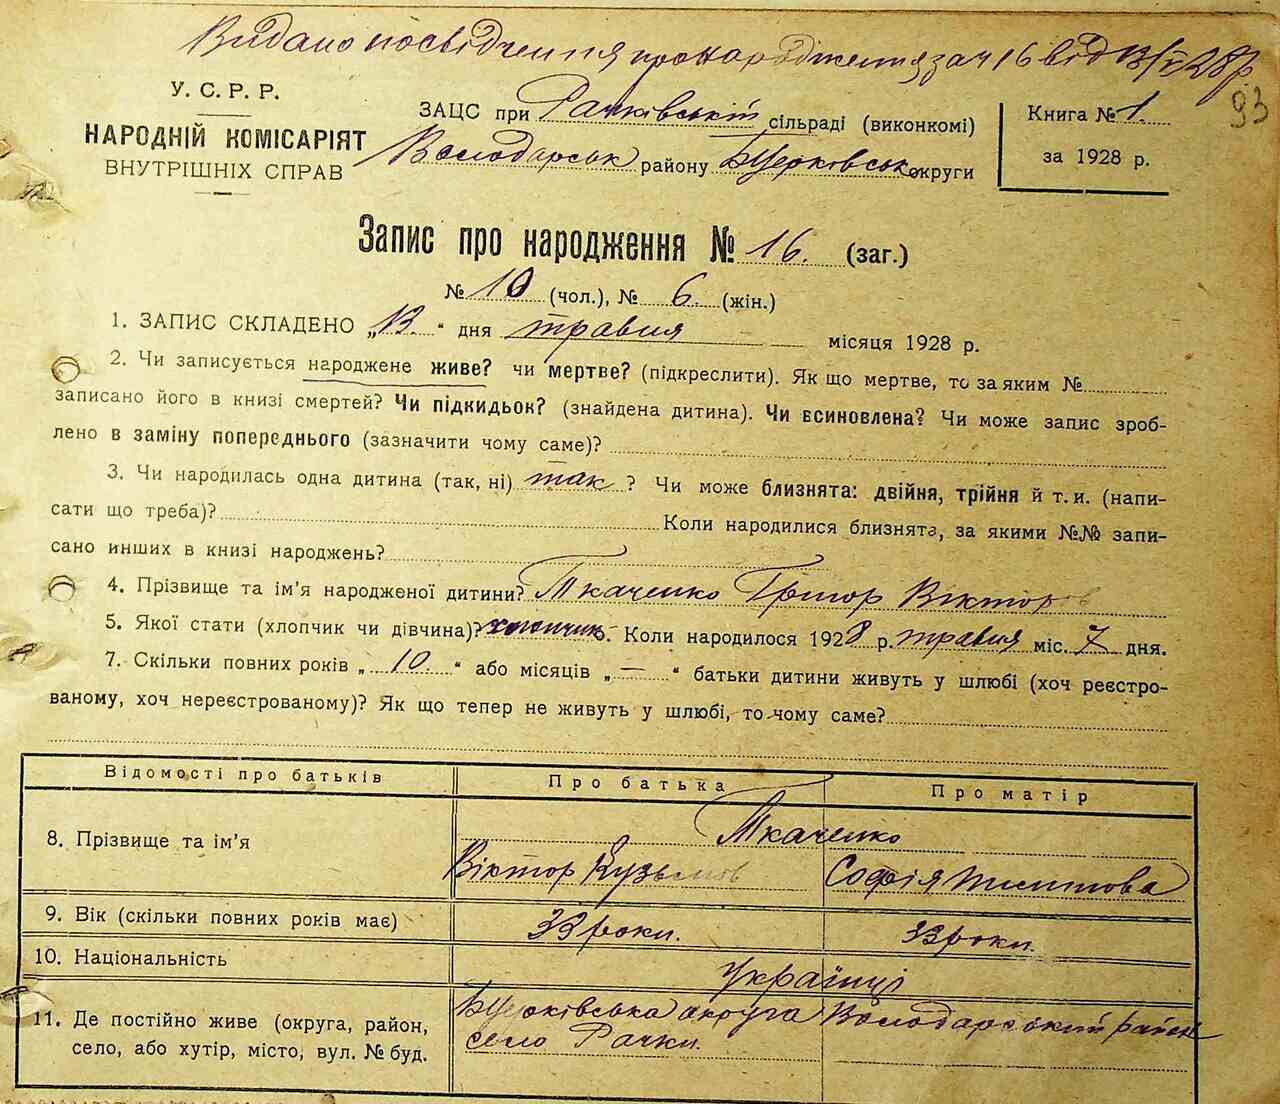 Видано посвідчення про народження за ч 16 від 13/V 28 р
93
У. С. Р. Р.
НАРОДНІЙ КОМІСАРІЯТ
ВНУТРІШНІХ СПРАВ
ЗАЦС при Рачківській сільраді (виконкомі)
Володарськ району БЦерковськ округи
Книга № 1.
за 1928 р.
Запис про народження № 16. (заг.)
№ 10 (чол.), № 6. (жін.)
1. ЗАПИС СКЛАДЕНО „13." дня травня місяця 1928 р.
2. Чи записується народжене живе? чи мертве? (підкреслити). Як що мертве, то за яким №
записано його в книзі смертей? Чи підкидьок? (знайдена дитина). Чи всиновлена? Чи може запис зроб-
лено в заміну попереднього (зазначити чому саме)?
3. Чи народилась одна дитина (так, ні) так ? Чи може близнята: двійня, трійня й т. и. (напи-
сати що треба)? Коли народилися близнята, за якими №№ запи-
сано инших в книзі народжень?
4. Прізвище та ім'я народженої дитини? Ткаченко Грігор Вікторов
5. Якої стати (хлопчик чи дівчина)? хлопчик. Коли народилося 1928 р. травня міс. 7 дня.
7. Скільки повних років „ 10. " або місяців „ — " батьки дитини живуть у шлюбі (хоч реєстро-
ваному, хоч нереєстрованому)? Як що тепер не живуть у шлюбі, то чому саме?
Відомості про батьків Про батька Про матір
8. Прізвище та ім'я Ткаченко
Віктор Кузьмов Софія
9. Вік (скільки повних років має) 33 роки. 33 роки.
10. Національність Українці
11. Де постійно живе (округа, район, БЦерківська округа Володарський район
село, або хутір, місто, вул. № буд. село Рачки.